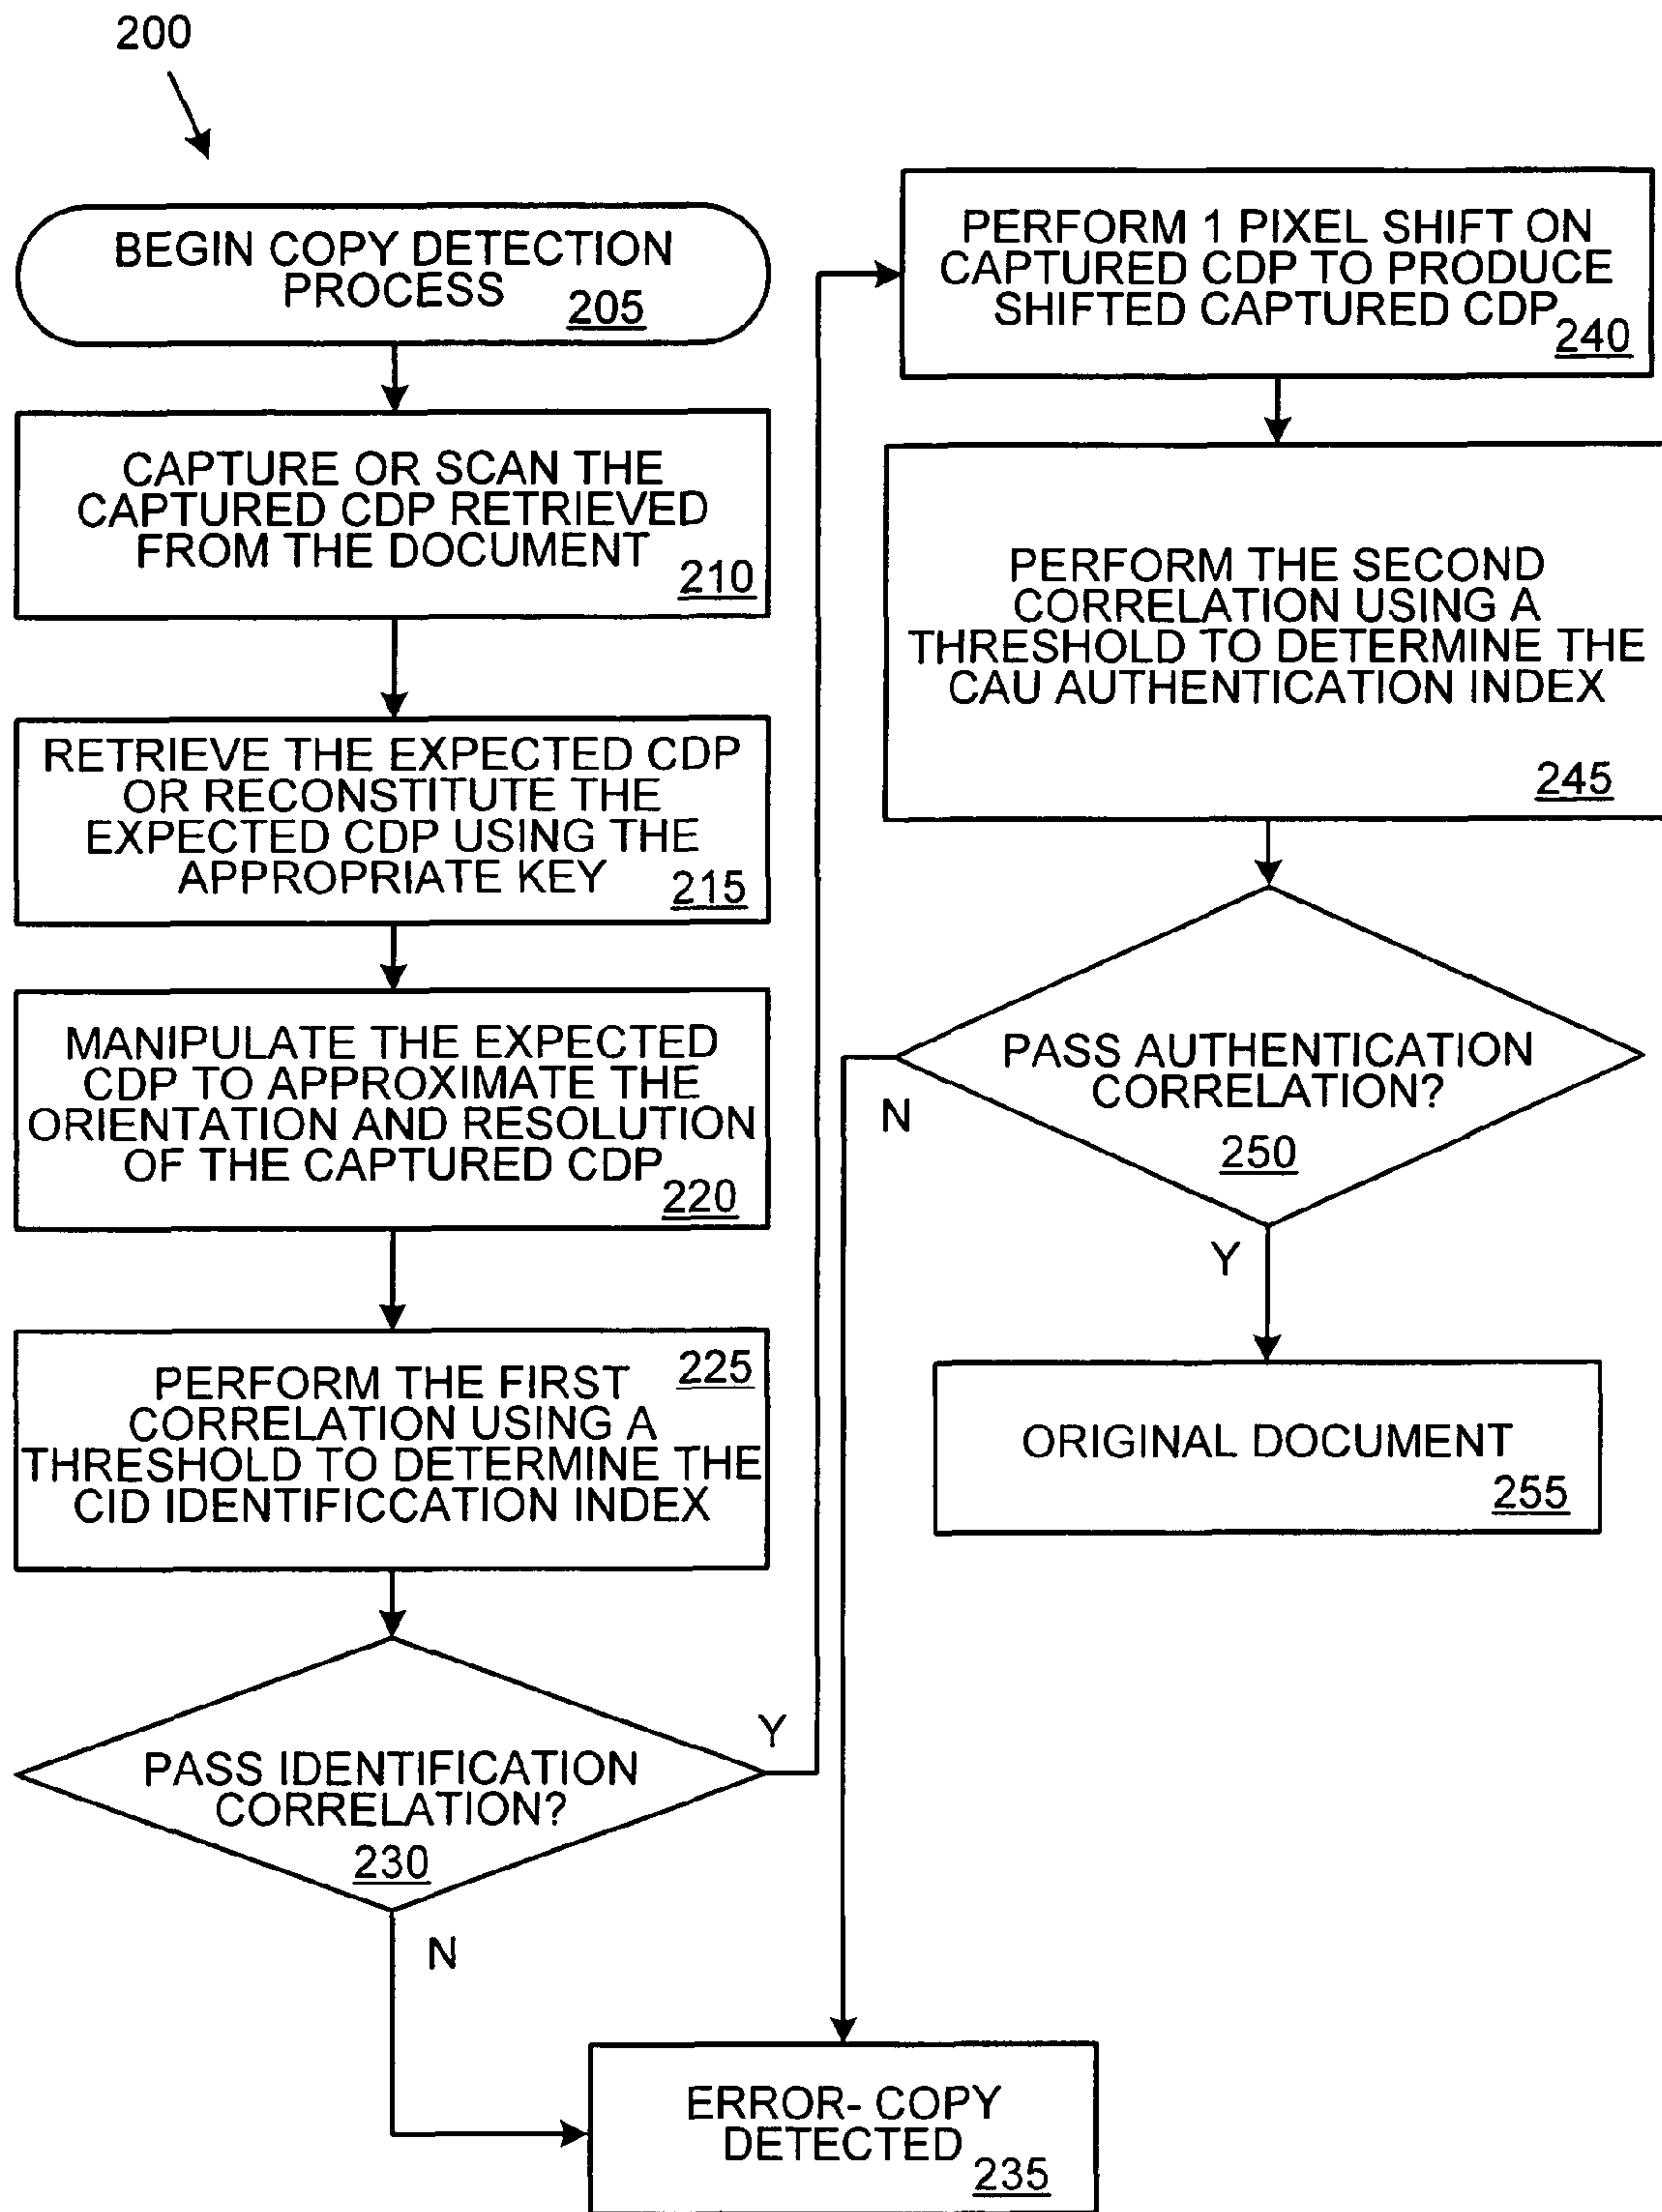 200
BEGIN COPY DETECTION
PROCESS 205
CAPTURE OR SCAN THE
CAPTURED CDP RETRIEVED
FROM THE DOCUMENT
210
RETRIEVE THE EXPECTED CDP
OR RECONSTITUTE THE
EXPECTED CDP USING THE
APPROPRIATE KEY 215
MANIPULATE THE EXPECTED
CDP TO APPROXIMATE THE
ORIENTATION AND RESOLUTION
OF THE CAPTURED CDP
220
225
PERFORM THE FIRST
CORRELATION USING A
THRESHOLD TO DETERMINE THE
CID IDENTIFICCATION INDEX
PASS IDENTIFICATION
CORRELATION?
230
Y
N
ERROR- COPY
DETECTED
235
PERFORM 1 PIXEL SHIFT ON
CAPTURED CDP TO PRODUCE
SHIFTED CAPTURED CDP
240
PERFORM THE SECOND
CORRELATION USING A
THRESHOLD TO DETERMINE THE
CAU AUTHENTICATION INDEX
245
PASS AUTHENTICATION
CORRELATION?
250
N
Y
ORIGINAL DOCUMENT
255